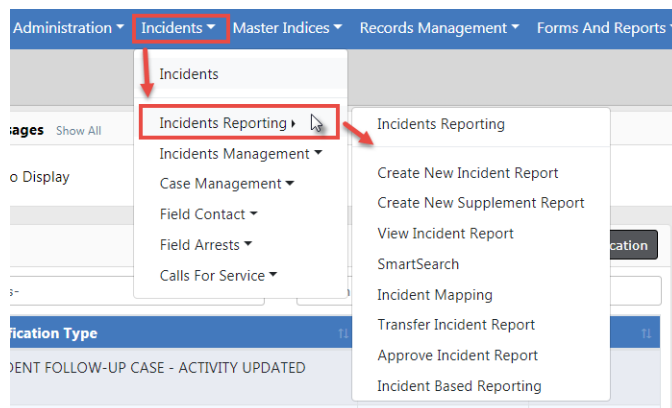 Administration Incidents Master Indices Records Management Forms And Reports
Incidents
Incidents Reporting
Incidents Management
Case Management
Field Contact
Field Arrests
Calls For Service
Incidents Reporting
Create New Incident Report
Create New Supplement Report
View Incident Report
SmartSearch
Incident Mapping
Transfer Incident Report
Approve Incident Report
Incident Based Reporting
sages Show All
o Display
cation
s-
fication Type
DENT FOLLOW-UP CASE - ACTIVITY UPDATED